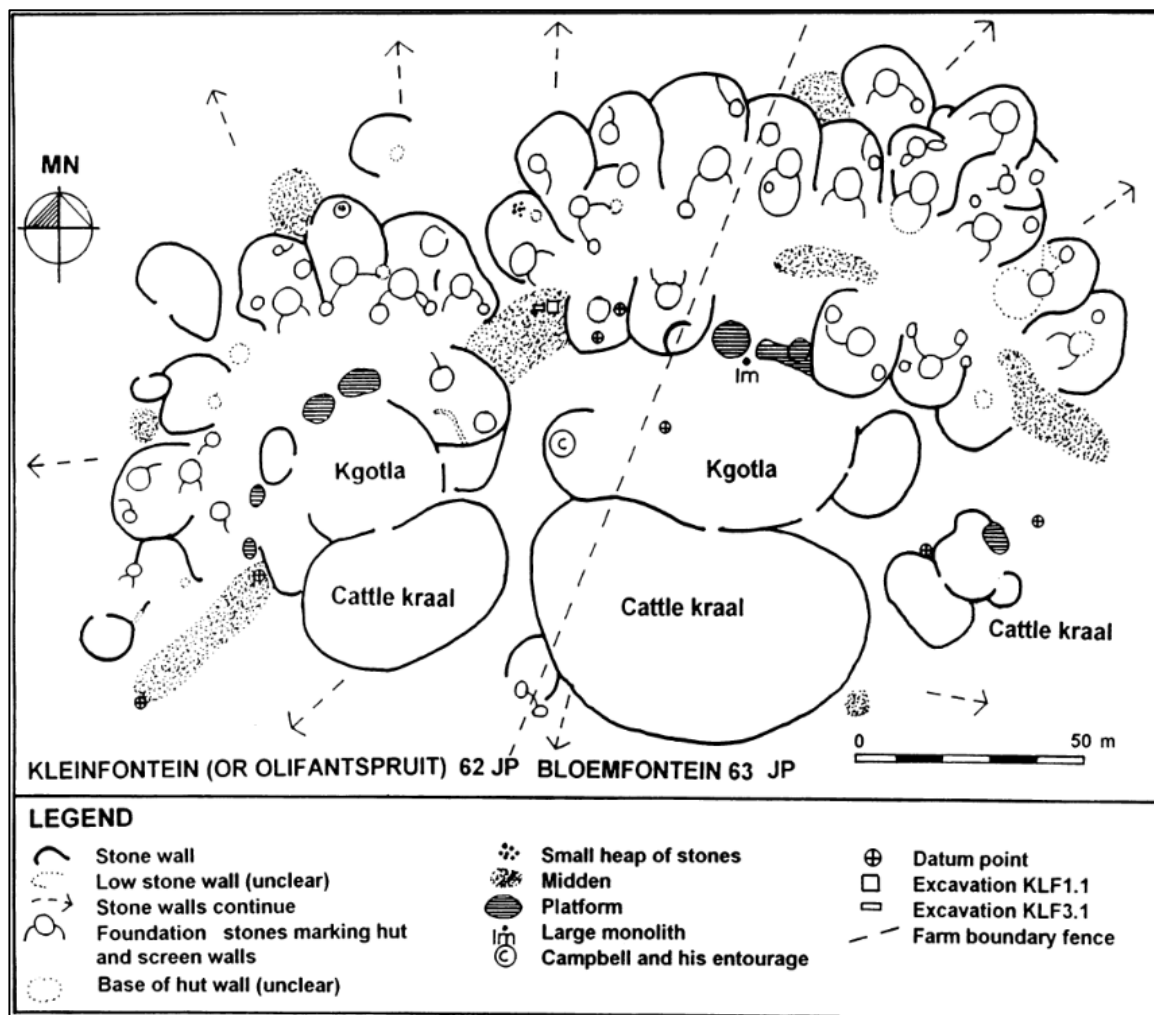 MN
lm
Kgotla
C
Kgotla
Cattle kraal
Cattle kraal
Cattle kraal
0 50 m
KLEINFONTEIN (OR OLIFANTSPRUIT) 62 JP BLOEMFONTEIN 63 JP
LEGEND
Stone wall
Low stone wall (unclear)
Stone walls continue
Foundation stones marking hut
and screen walls
Base of hut wall (unclear)
Small heap of stones
Midden
Platform
lm Large monolith
C Campbell and his entourage
Datum point
Excavation KLF1.1
Excavation KLF3.1
Farm boundary fence